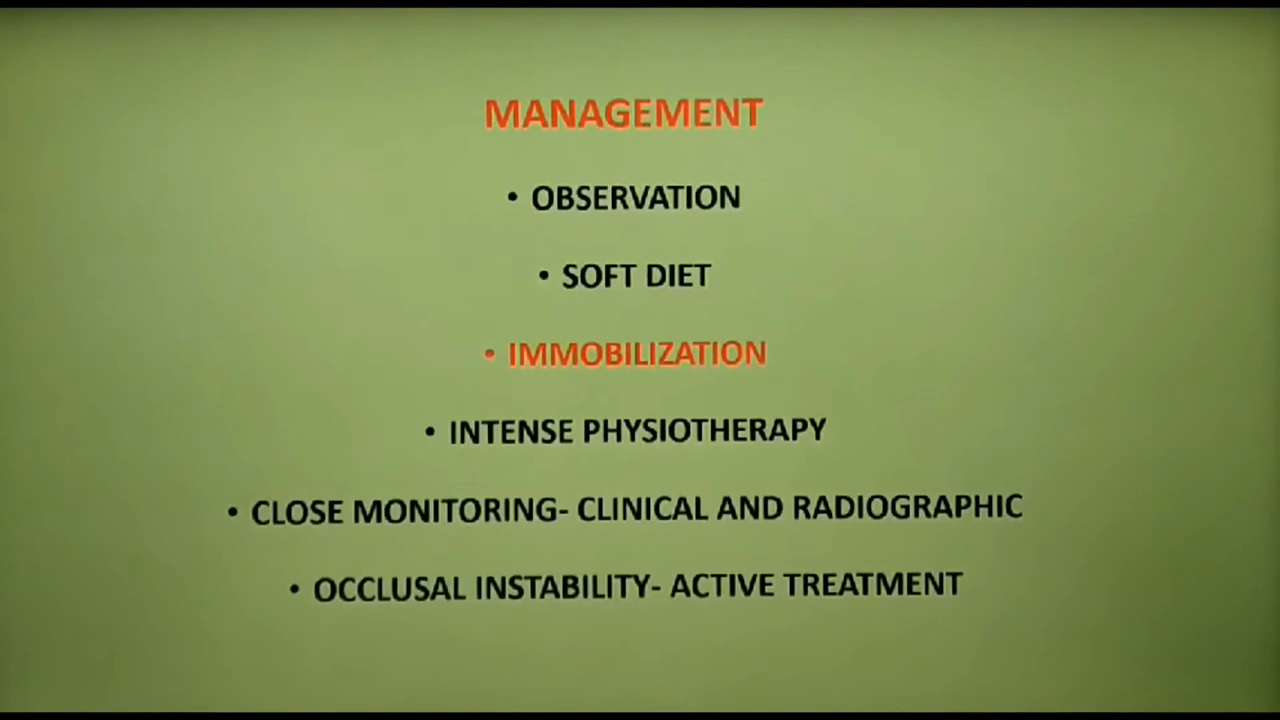 MANAGEMENT
• OBSERVATION
• SOFT DIET
• IMMOBILIZATION
• INTENSE PHYSIOTHERAPY
• CLOSE MONITORING- CLINICAL AND RADIOGRAPHIC
• OCCLUSAL INSTABILITY- ACTIVE TREATMENT